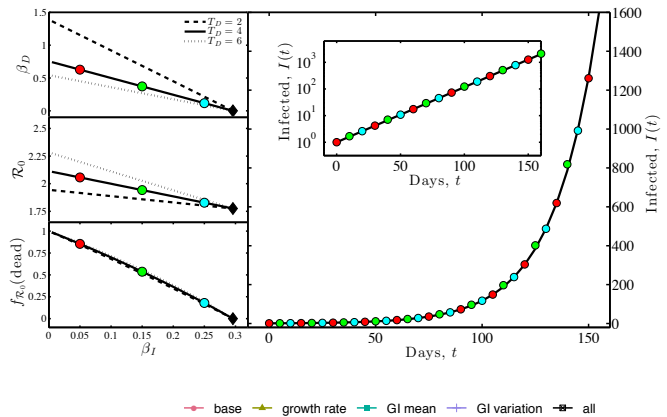 1.5
1
0.5
0
β_D
T_D = 2
T_D = 4
T_D = 6
2.5
2.25
2
1.75
R_0
1
0.75
0.5
0.25
0
f_{R_0}(dead)
0 0.05 0.1 0.15 0.2 0.25 0.3
β_I
10^3
10^2
10^1
10^0
Infected, I(t)
0 50 100 150
Days, t
1600
1400
1200
1000
800
600
400
200
0
Infected, I(t)
0 50 100 150
Days, t
base growth rate GI mean GI variation all